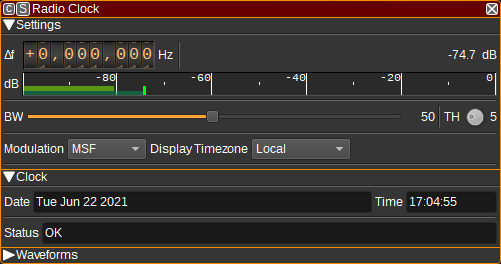 C S Radio Clock
Settings
Δf +0,000,000 Hz -74.7 dB
dB -80 -60 -40 -20 0
BW 50 TH 5
Modulation MSF Display Timezone Local
Clock
Date Tue Jun 22 2021 Time 17:04:55
Status OK
Waveforms